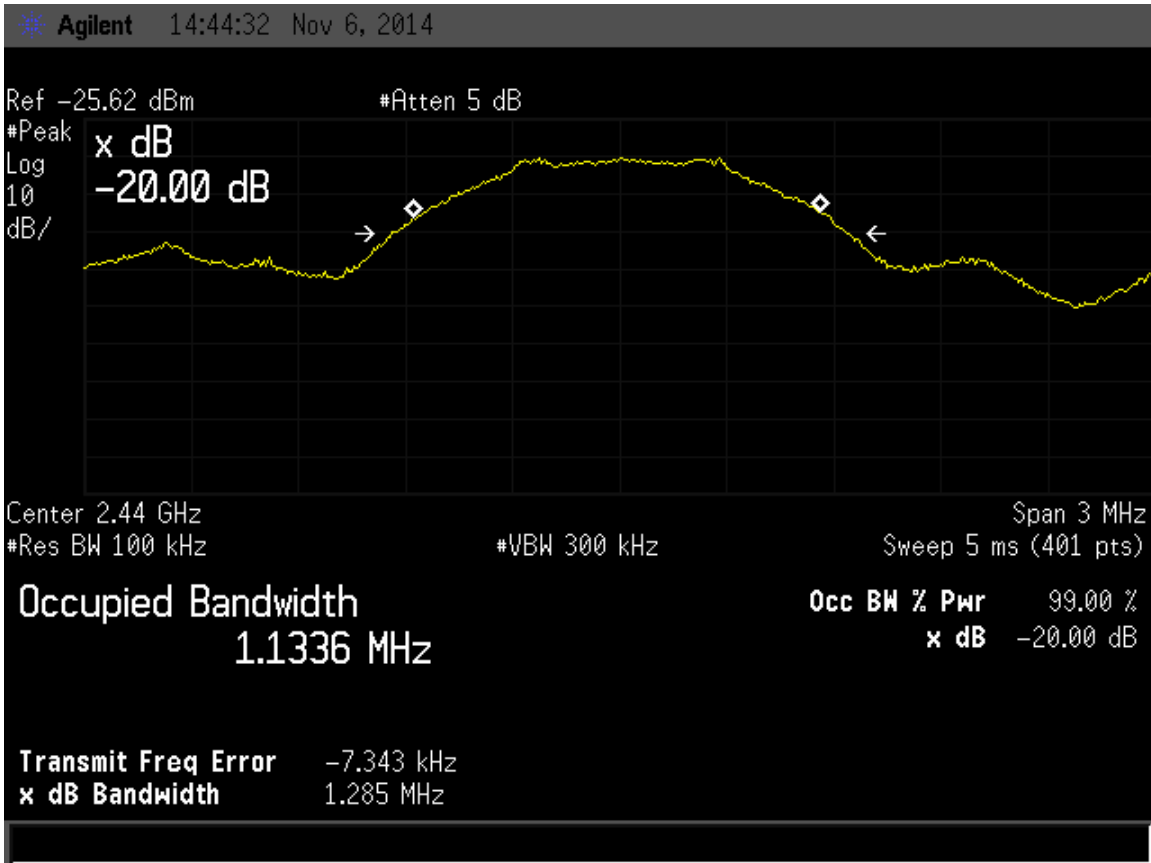 Agilent 14:44:32 Nov 6, 2014
Ref −25.62 dBm #Atten 5 dB
#Peak
Log
10
dB/
x dB
−20.00 dB
Center 2.44 GHz Span 3 MHz
#Res BW 100 kHz #VBW 300 kHz Sweep 5 ms (401 pts)
Occupied Bandwidth
1.1336 MHz
Occ BW % Pwr 99.00 %
x dB −20.00 dB
Transmit Freq Error −7.343 kHz
x dB Bandwidth 1.285 MHz